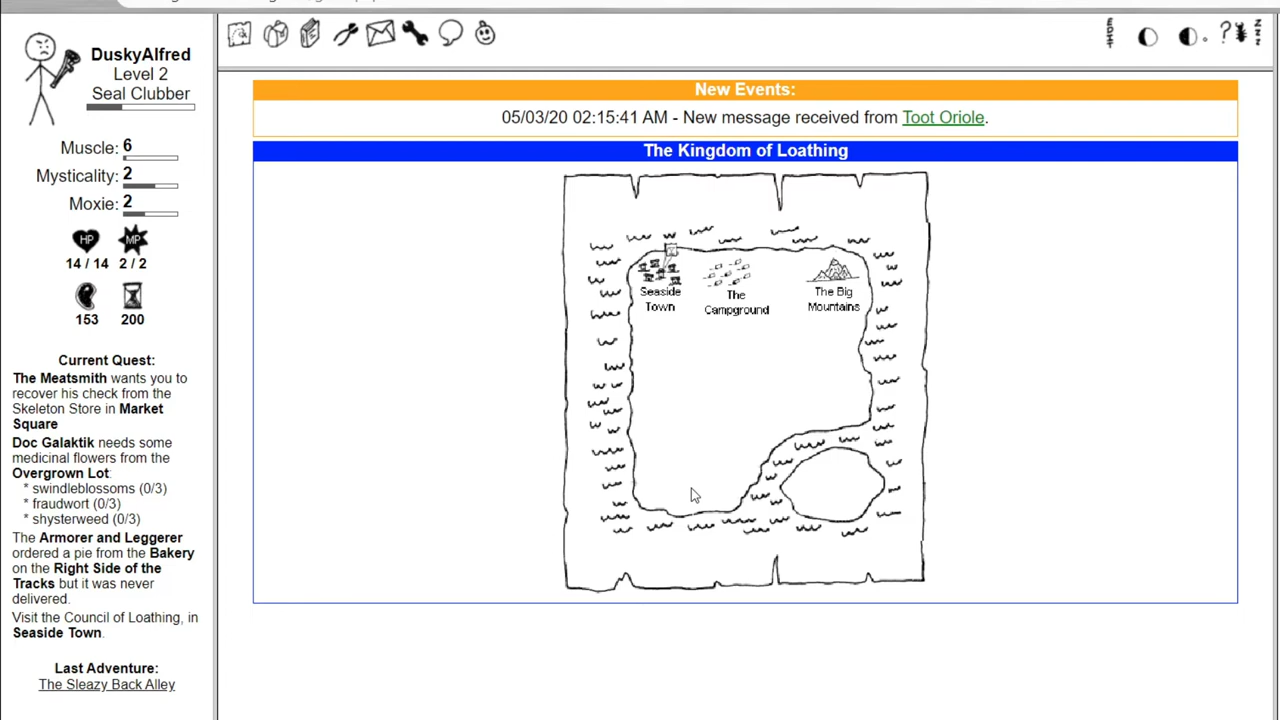 DuskyAlfred
Level 2
Seal Clubber
Muscle: 6
Mysticality: 2
Moxie: 2
HP
MP
14 / 14
2 / 2
153
200
Current Quest:
The Meatsmith wants you to
recover his check from the
Skeleton Store in Market
Square
Doc Galaktik needs some
medicinal flowers from the
Overgrown Lot:
* swindleblossoms (0/3)
* fraudwort (0/3)
* shysterweed (0/3)
The Armorer and Leggerer
ordered a pie from the Bakery
on the Right Side of the
Tracks but it was never
delivered.
Visit the Council of Loathing, in
Seaside Town.
Last Adventure:
The Sleazy Back Alley
EDIT
?
ZZZ
New Events:
05/03/20 02:15:41 AM - New message received from Toot Oriole.
The Kingdom of Loathing
Seaside
Town
The
Campground
The Big
Mountains